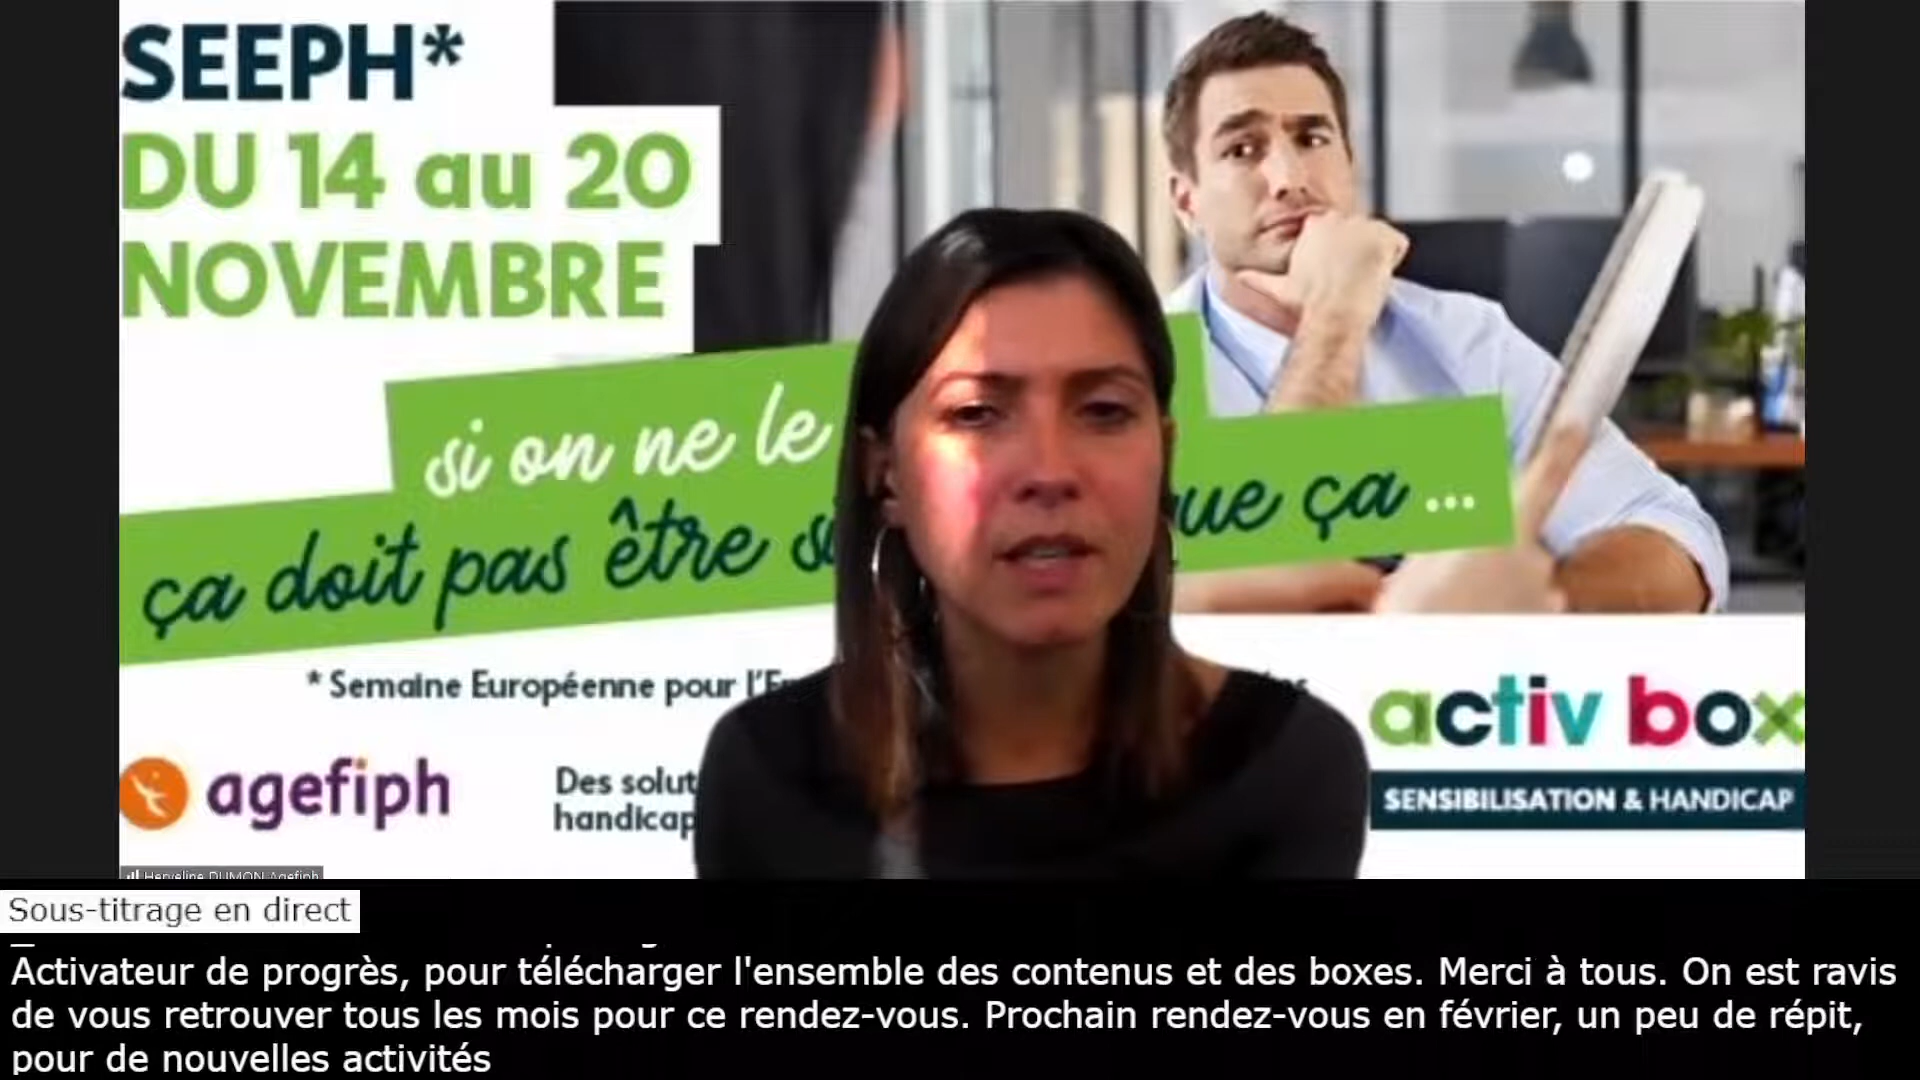 SEEPH*
DU 14 au 20
NOVEMBRE
si on ne le
ça doit pas être
ue ça ...
* Semaine Européenne pour l'E
agefiph
Des solut
handicap
activ box
SENSIBILISATION & HANDICAP
Herveline DUMON Agefiph
Sous-titrage en direct
Activateur de progrès, pour télécharger l'ensemble des contenus et des boxes. Merci à tous. On est ravis
de vous retrouver tous les mois pour ce rendez-vous. Prochain rendez-vous en février, un peu de répit,
pour de nouvelles activités